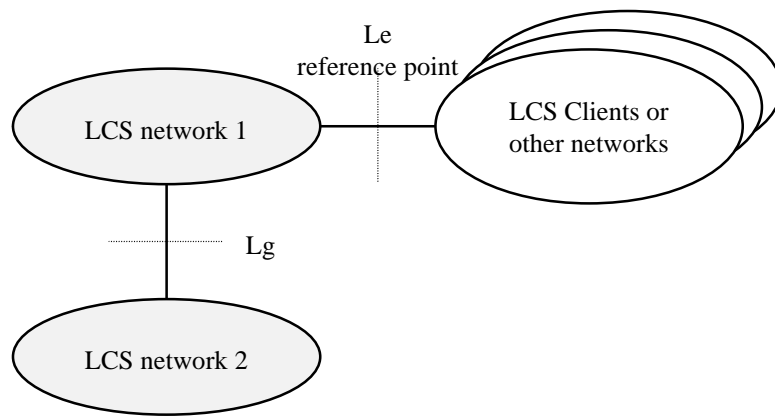 Le
reference point
LCS network 1
LCS Clients or
other networks
Lg
LCS network 2